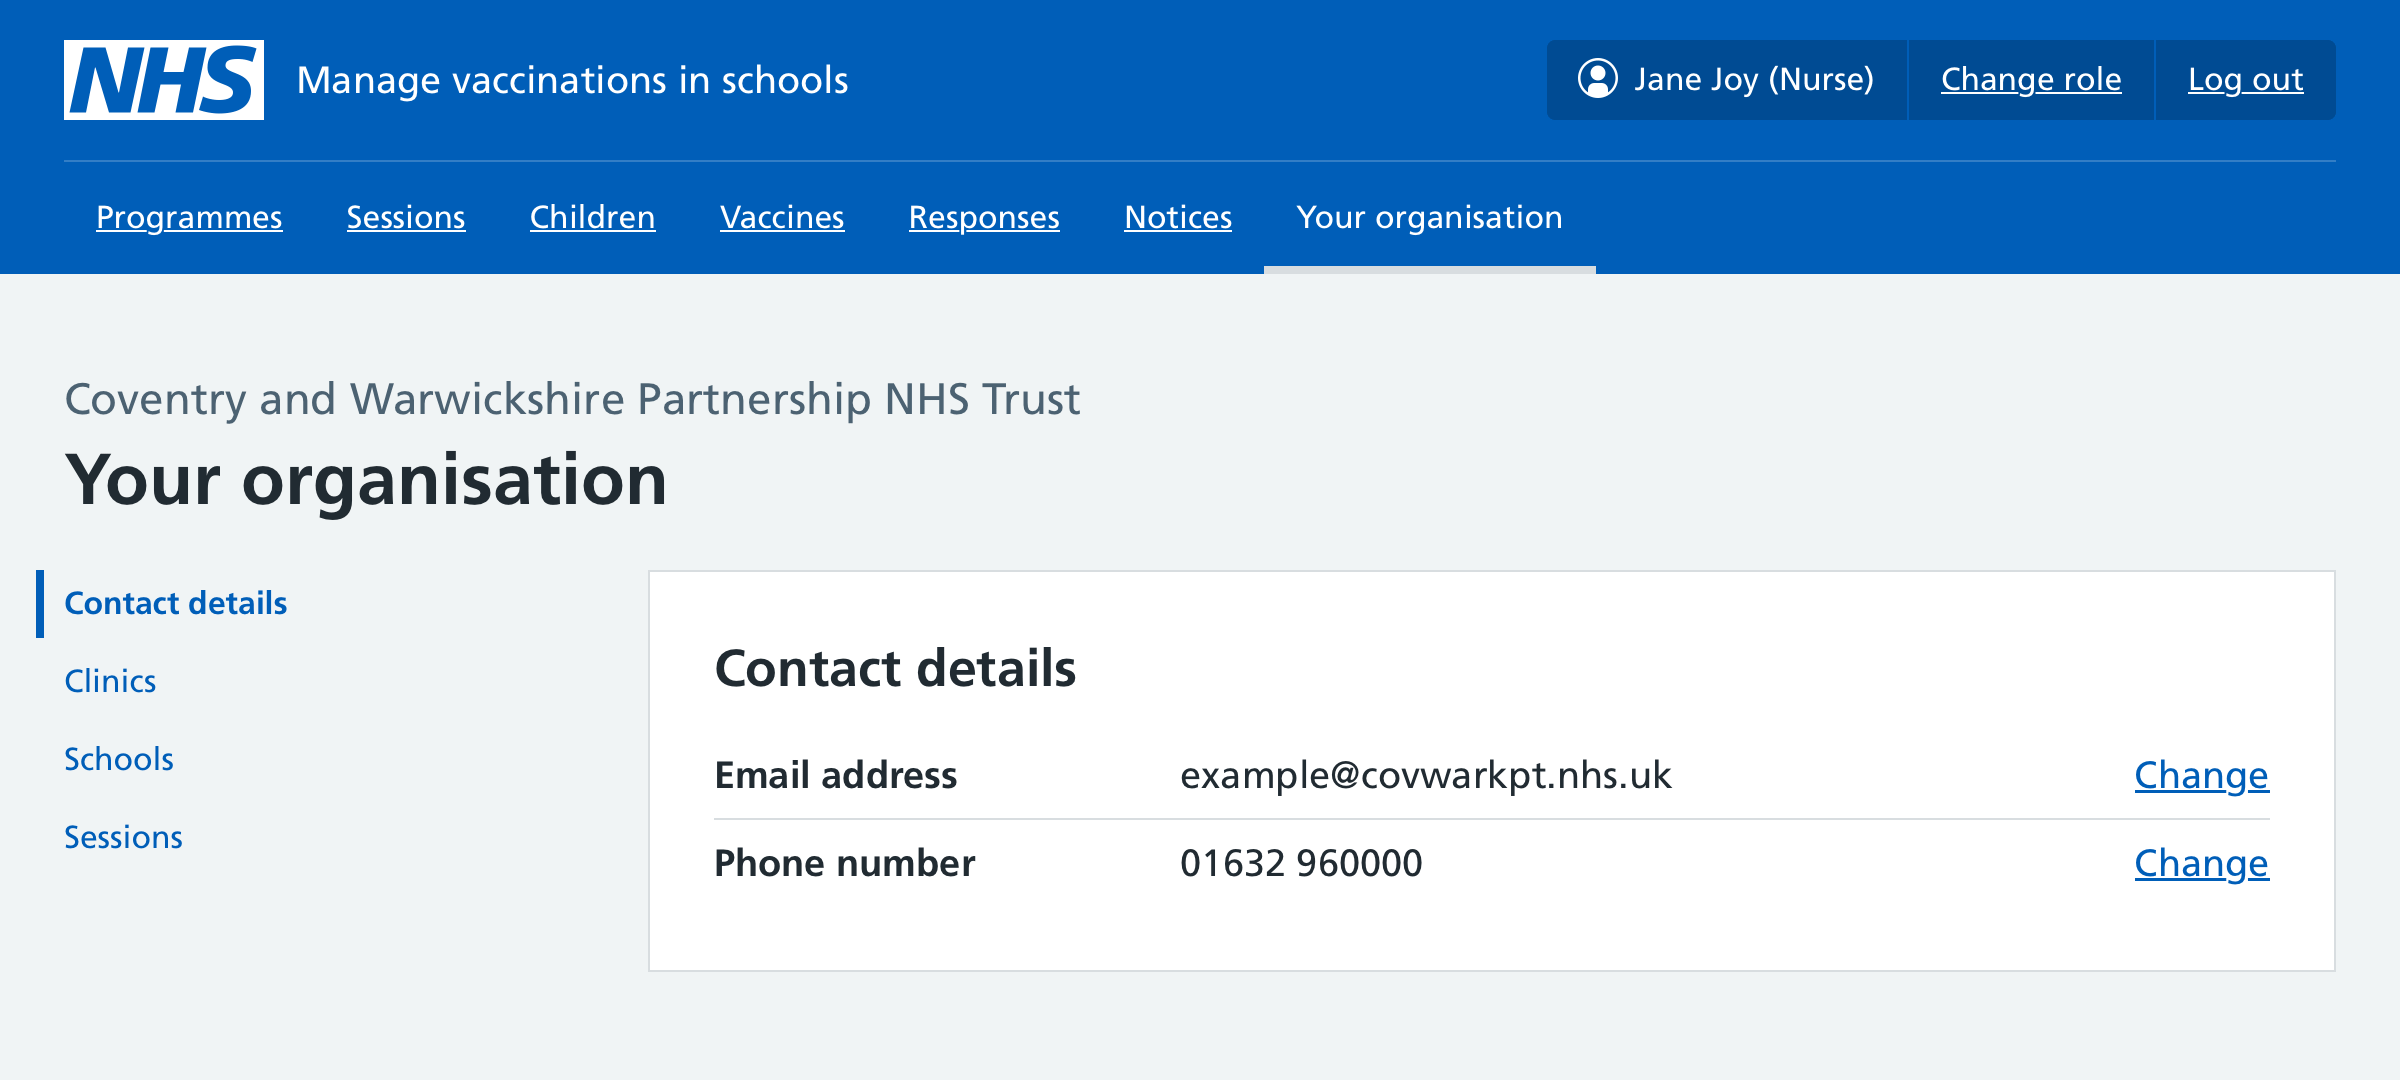 NHS Manage vaccinations in schools Jane Joy (Nurse) Change role Log out
Programmes Sessions Children Vaccines Responses Notices Your organisation
Coventry and Warwickshire Partnership NHS Trust
Your organisation
Contact details
Clinics
Schools
Sessions
Contact details
Email address example@covwarkpt.nhs.uk Change
Phone number 01632 960000 Change